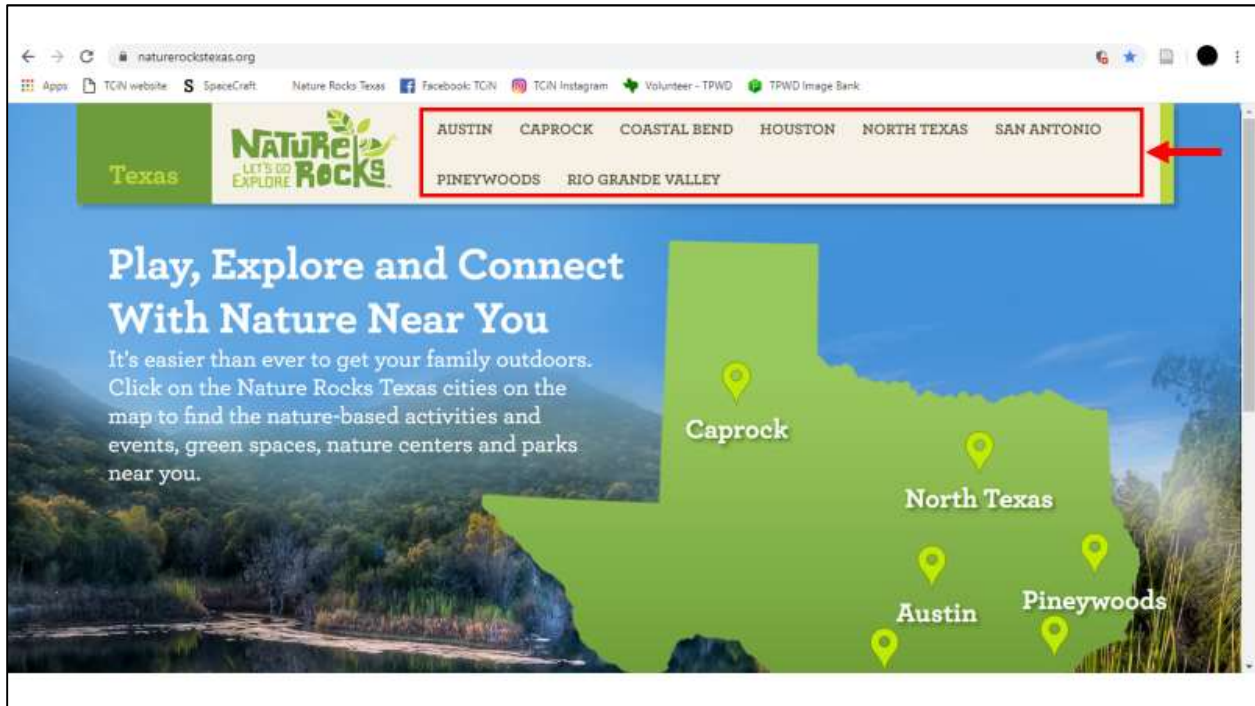 naturerockstexas.org
Apps TCiN website S SpaceCraft Nature Rocks Texas Facebook: TCiN TCiN Instagram Volunteer - TPWD TPWD Image Bank
Texas
NATURE
LET'S GO
EXPLORE ROCKS
AUSTIN CAPROCK COASTAL BEND HOUSTON NORTH TEXAS SAN ANTONIO
PINEYWOODS RIO GRANDE VALLEY
Play, Explore and Connect
With Nature Near You
It's easier than ever to get your family outdoors.
Click on the Nature Rocks Texas cities on the
map to find the nature-based activities and
events, green spaces, nature centers and parks
near you.
Caprock
North Texas
Austin
Pineywoods